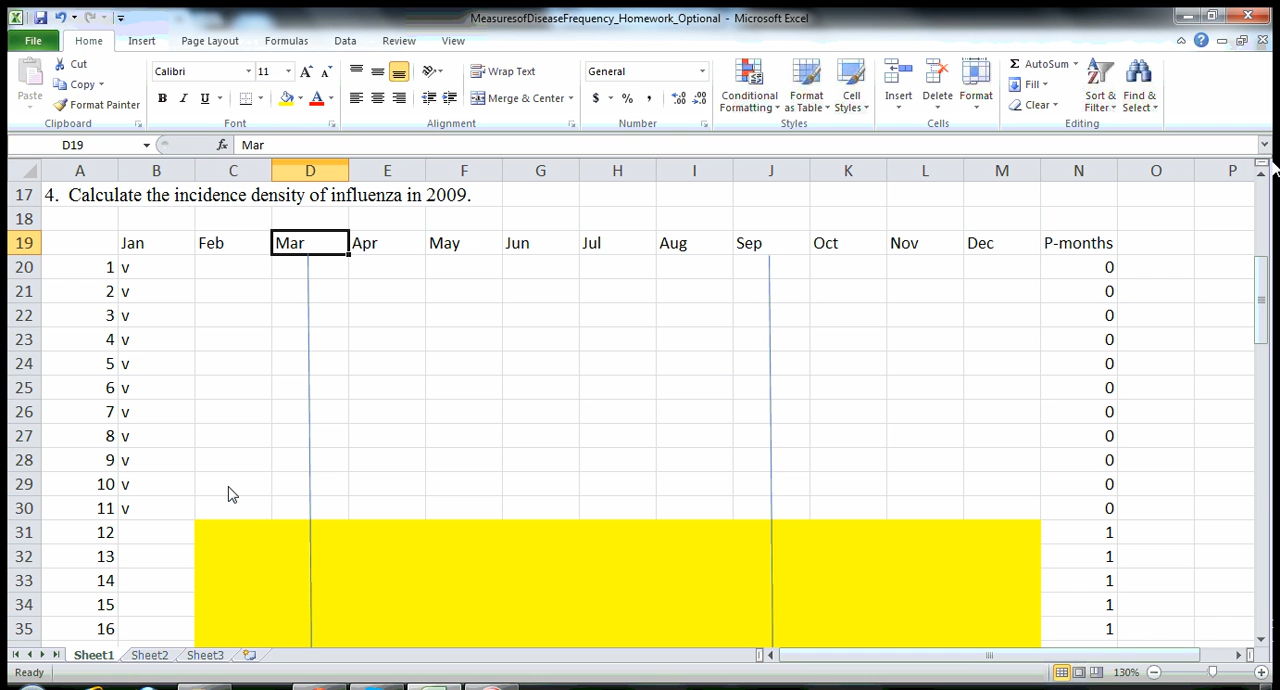 MeasuresofDiseaseFrequency_Homework_Optional - Microsoft Excel
File Home Insert Page Layout Formulas Data Review View
Paste Cut Copy Format Painter Clipboard
Calibri 11 A A B I U A Font
Wrap Text Merge & Center Alignment
General $ % , .0 .00 .00 .0 Number
Conditional Formatting Format as Table Cell Styles Styles
Insert Delete Format Cells
Σ AutoSum Fill Clear Sort & Filter Find & Select Editing
D19 fx Mar
A B C D E F G H I J K L M N O P
17 4. Calculate the incidence density of influenza in 2009.
18
19 Jan Feb Mar Apr May Jun Jul Aug Sep Oct Nov Dec P-months
20 1 v 0
21 2 v 0
22 3 v 0
23 4 v 0
24 5 v 0
25 6 v 0
26 7 v 0
27 8 v 0
28 9 v 0
29 10 v 0
30 11 v 0
31 12 1
32 13 1
33 14 1
34 15 1
35 16 1
Sheet1 Sheet2 Sheet3
Ready 130%